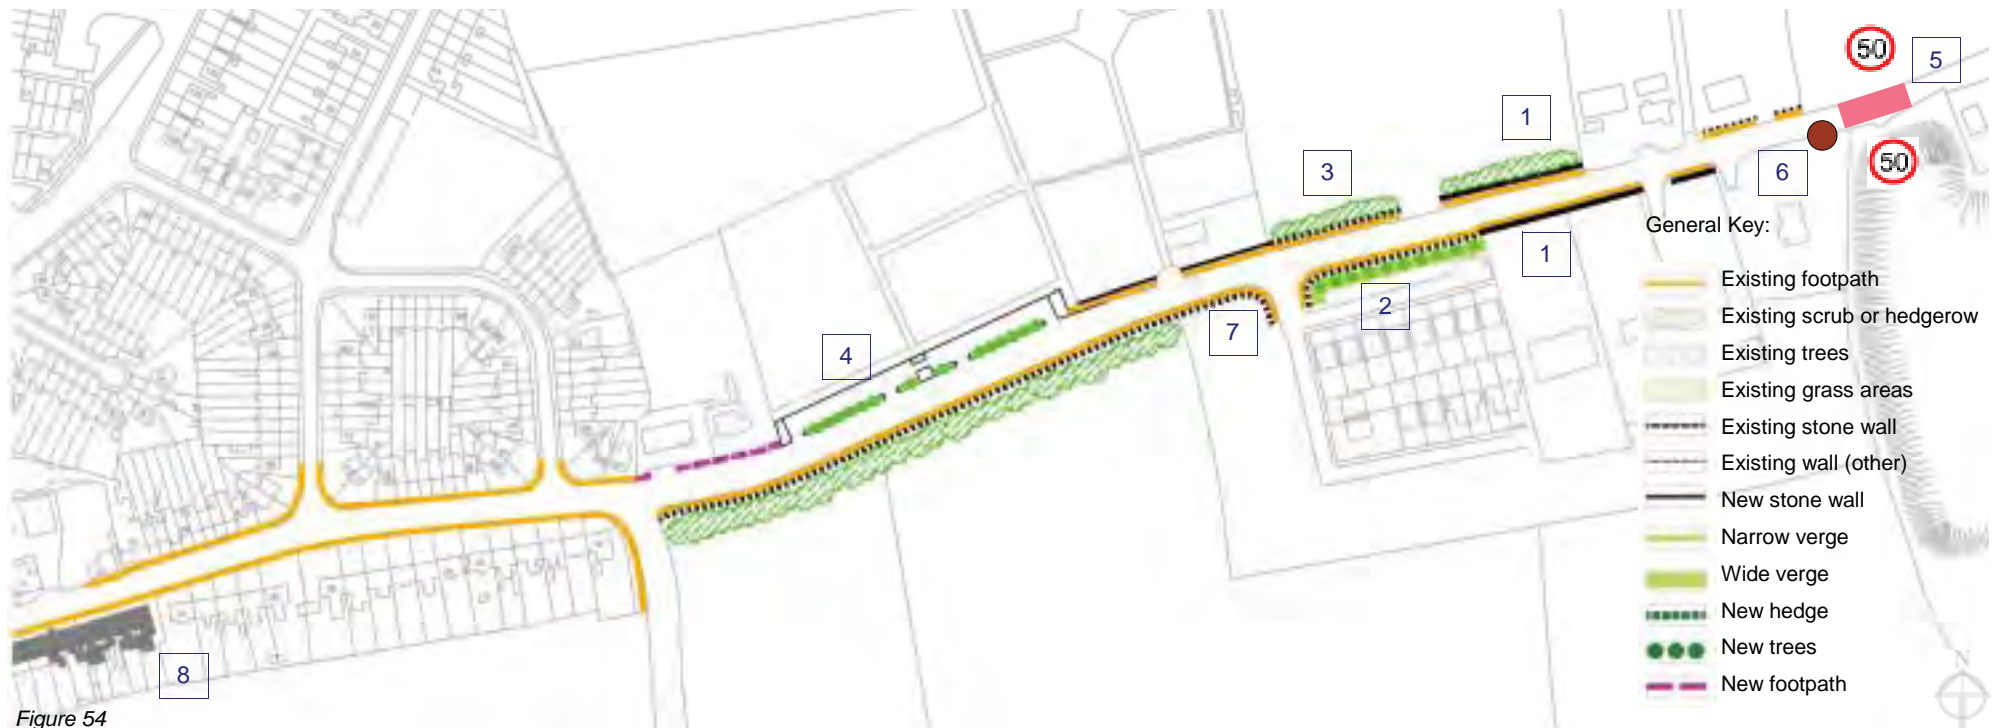 50
5
1
3
6
50
General Key:
1
2
7
4
Existing footpath
Existing scrub or hedgerow
Existing trees
Existing grass areas
Existing stone wall
Existing wall (other)
New stone wall
Narrow verge
Wide verge
New hedge
New trees
New footpath
8
N
Figure 54